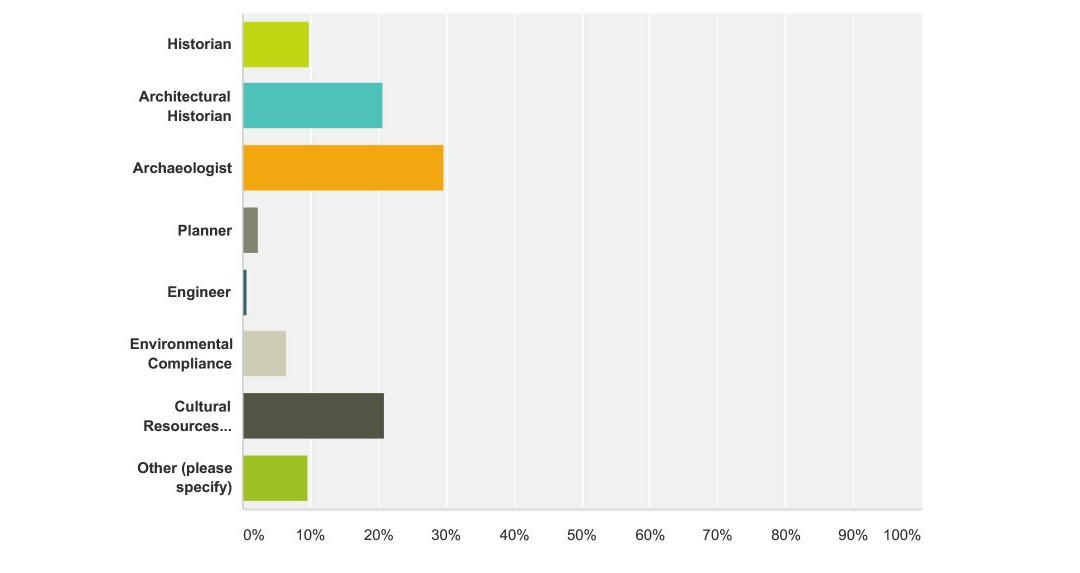 Historian
Architectural
Historian
Archaeologist
Planner
Engineer
Environmental
Compliance
Cultural
Resources...
Other (please
specify)
0% 10% 20% 30% 40% 50% 60% 70% 80% 90% 100%